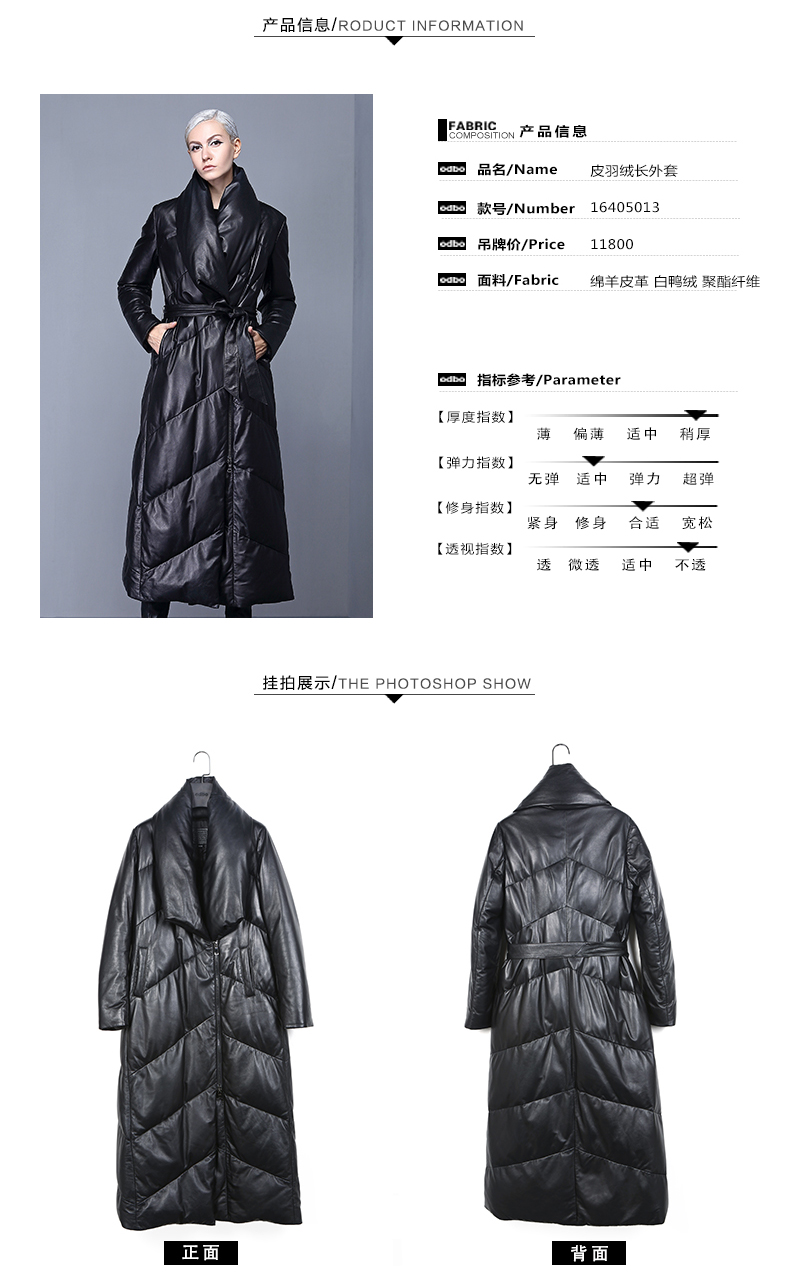 产品信息/RODUCT INFORMATION
FABRIC
COMPOSITION 产品信息
odbo 品名/Name 皮羽绒长外套
odbo 款号/Number 16405013
odbo 吊牌价/Price 11800
odbo 面料/Fabric 绵羊皮革 白鸭绒 聚酯纤维
odbo 指标参考/Parameter
【厚度指数】
薄 偏薄 适中 稍厚
【弹力指数】
无弹 适中 弹力 超弹
【修身指数】
紧身 修身 合适 宽松
【透视指数】
透 微透 适中 不透
挂拍展示/THE PHOTOSHOP SHOW
正面 背面